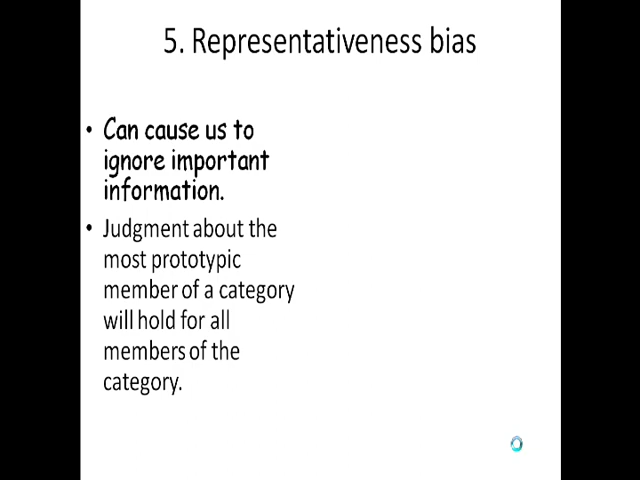 5. Representativeness bias
• Can cause us to
ignore important
information.
• Judgment about the
most prototypic
member of a category
will hold for all
members of the
category.